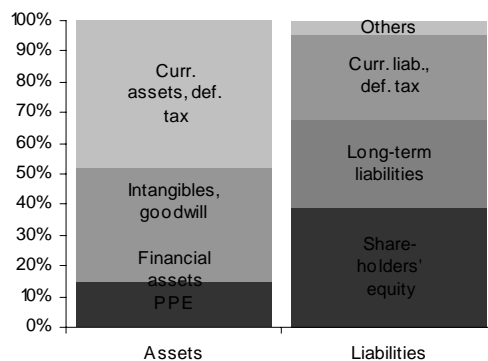 100%
90%
80%
70%
60%
50%
40%
30%
20%
10%
0%
Curr.
assets, def.
tax
Intangibles,
goodwill
Financial
assets
PPE
Others
Curr. liab.,
def. tax
Long-term
liabilities
Share-
holders'
equity
Assets
Liabilities